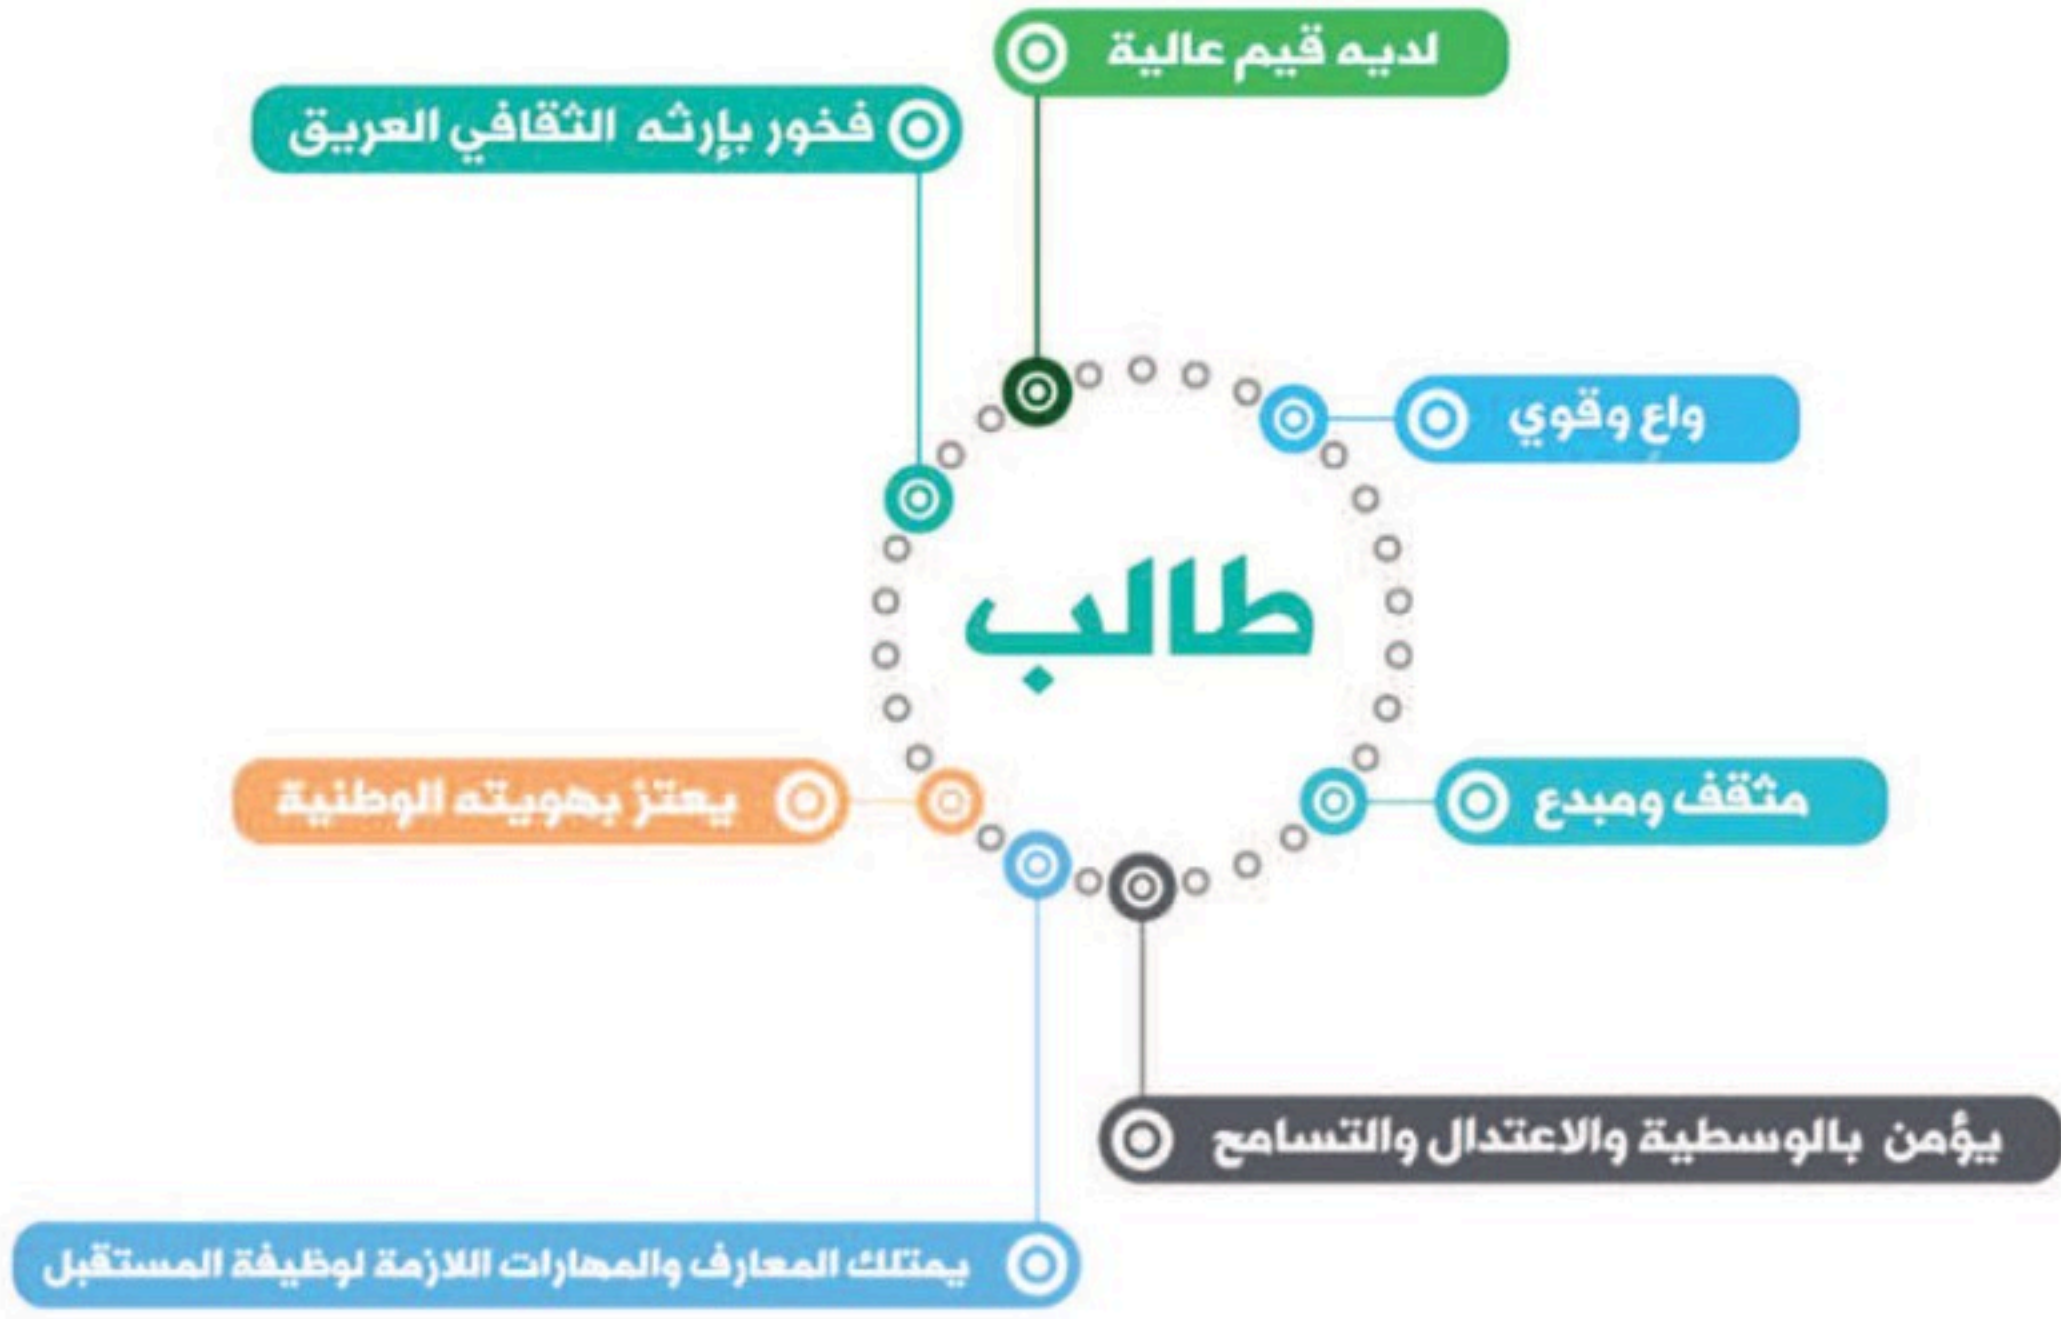 لديه قيم عالية
فخور بإرثه الثقافي العريق
واعٍ وقوي
طالب
يعتز بهويته الوطنية
مثقف ومبدع
يؤمن بالوسطية والاعتدال والتسامح
يمتلك المعارف والمهارات اللازمة لوظيفة المستقبل